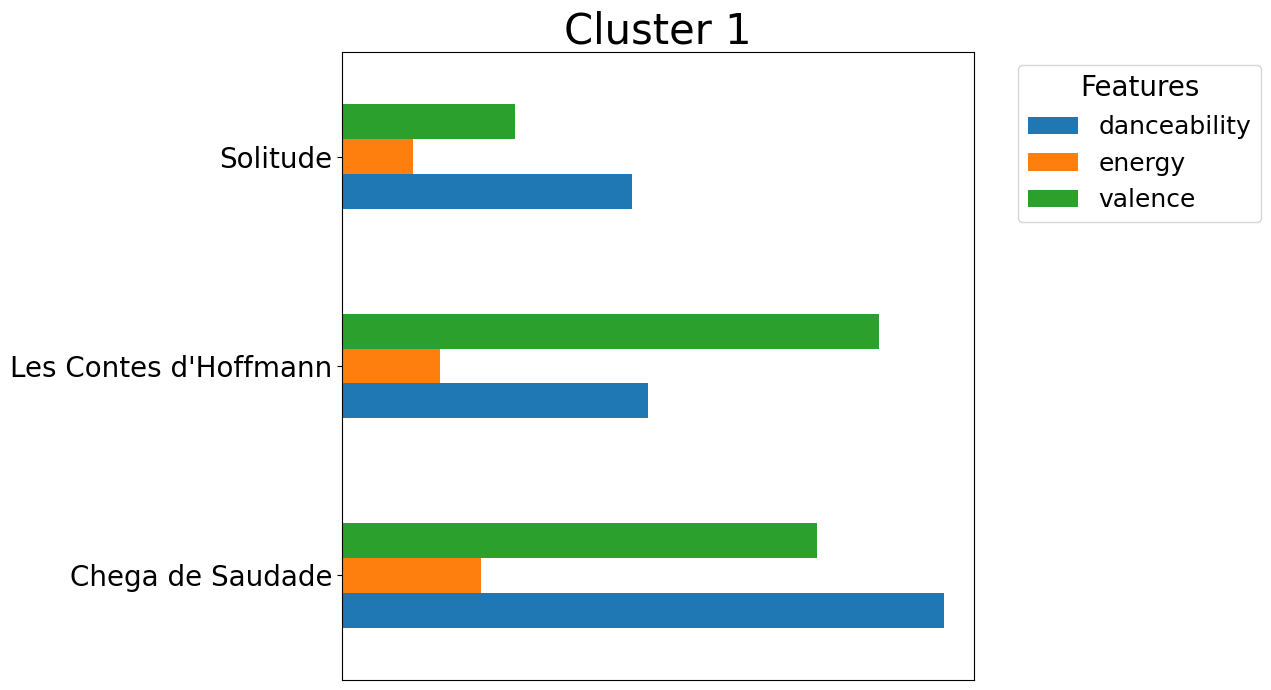 Cluster 1
Solitude
Les Contes d'Hoffmann
Chega de Saudade
Features
danceability
energy
valence